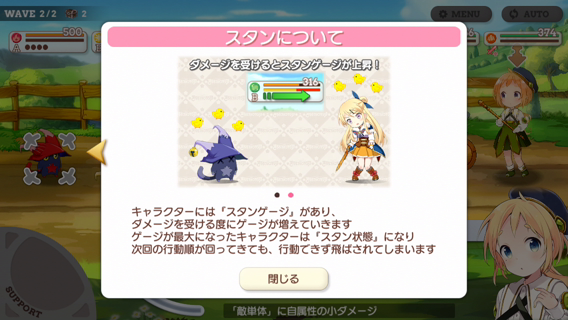 WAVE 2/2
2
MENU
AUTO
500
374
A
スタンについて
ダメージを受けるとスタンゲージが上昇!
316
B
キャラクターには『スタンゲージ』があり、
ダメージを受ける度にゲージが増えていきます
ゲージが最大になったキャラクターは『スタン状態』になり
次回の行動順が回ってきても、行動できず飛ばされてしまいます
閉じる
SUPPORT
「敵単体」に自属性の小ダメージ